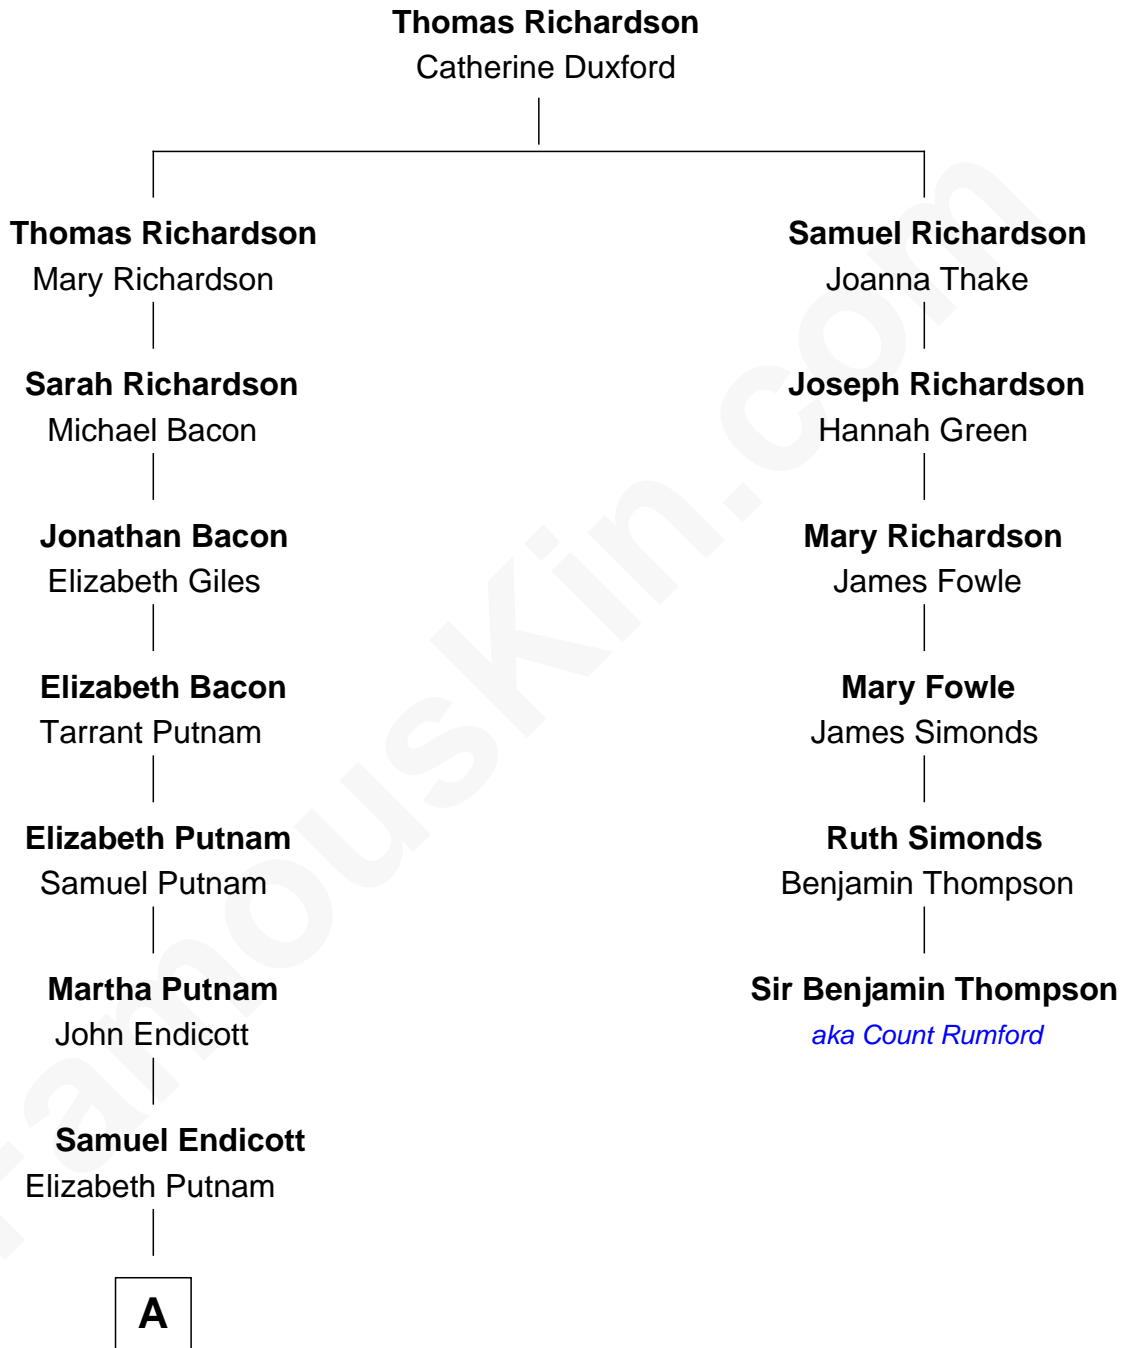 Thomas Richardson
Catherine Duxford
Thomas Richardson
Mary Richardson
Samuel Richardson
Joanna Thake
Sarah Richardson
Michael Bacon
Joseph Richardson
Hannah Green
Jonathan Bacon
Elizabeth Giles
Mary Richardson
James Fowle
Elizabeth Bacon
Tarrant Putnam
Mary Fowle
James Simonds
Elizabeth Putnam
Samuel Putnam
Ruth Simonds
Benjamin Thompson
Martha Putnam
John Endicott
Sir Benjamin Thompson
aka Count Rumford
Samuel Endicott
Elizabeth Putnam
A
FamousKin.com